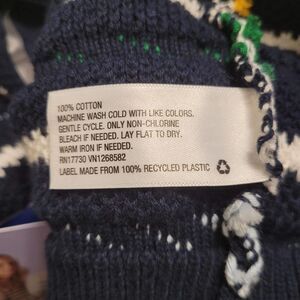 100% COTTON
MACHINE WASH COLD WITH LIKE COLORS.
GENTLE CYCLE. ONLY NON-CHLORINE
BLEACH IF NEEDED. LAY FLAT TO DRY.
WARM IRON IF NEEDED.
RN17730 VN1268582
LABEL MADE FROM 100% RECYCLED PLASTIC